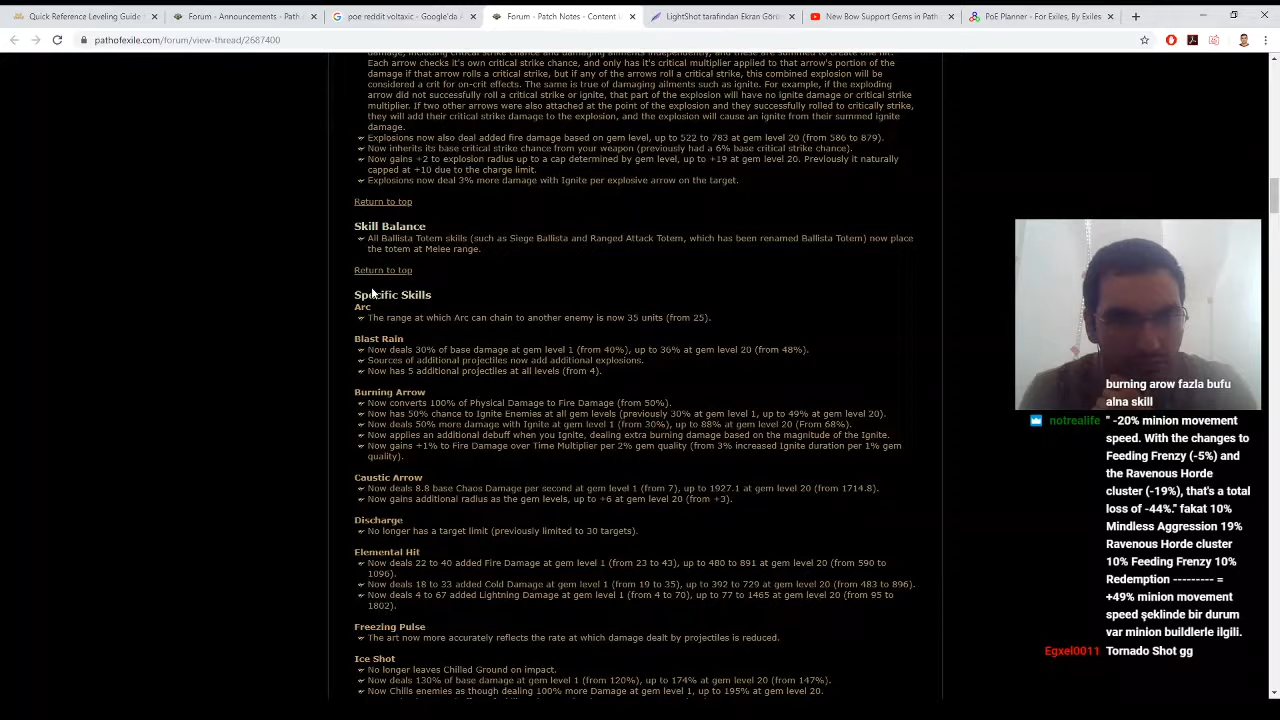 Quick Reference Leveling Guide
Forum - Announcements - Path
poe reddit voltaxic - Google'da A
Forum - Patch Notes - Content
LightShot tarafından Ekran Görün
New Bow Support Gems in Path
PoE Planner - For Exiles, By Exiles
pathofexile.com/forum/view-thread/2687400
damage, including critical strike chance and damaging ailments independently, and these are summed to create one hit.
Each arrow checks it's own critical strike chance, and only has it's critical multiplier applied to that arrow's portion of the
damage if that arrow rolls a critical strike, but if any of the arrows roll a critical strike, this combined explosion will be
considered a crit for on-crit effects. The same is true of damaging ailments such as ignite. For example, if the exploding
arrow did not successfully roll a critical strike or ignite, that part of the explosion will have no ignite damage or critical strike
multiplier. If two other arrows were also attached at the point of the explosion and they successfully rolled to critically strike,
they will add their critical strike damage to the explosion, and the explosion will cause an ignite from their summed ignite
damage.
Explosions now also deal added fire damage based on gem level, up to 522 to 783 at gem level 20 (from 586 to 879).
Now inherits its base critical strike chance from your weapon (previously had a 6% base critical strike chance).
Now gains +2 to explosion radius up to a cap determined by gem level, up to +19 at gem level 20. Previously it naturally
capped at +10 due to the charge limit.
Explosions now deal 3% more damage with Ignite per explosive arrow on the target.
Return to top
Skill Balance
All Ballista Totem skills (such as Siege Ballista and Ranged Attack Totem, which has been renamed Ballista Totem) now place
the totem at Melee range.
Return to top
Specific Skills
Arc
The range at which Arc can chain to another enemy is now 35 units (from 25).
Blast Rain
Now deals 30% of base damage at gem level 1 (from 40%), up to 36% at gem level 20 (from 48%).
Sources of additional projectiles now add additional explosions.
Now has 5 additional projectiles at all levels (from 4).
Burning Arrow
Now converts 100% of Physical Damage to Fire Damage (from 50%).
Now has 50% chance to Ignite Enemies at all gem levels (previously 30% at gem level 1, up to 49% at gem level 20).
Now deals 50% more damage with Ignite at gem level 1 (from 30%), up to 88% at gem level 20 (From 68%).
Now applies an additional debuff when you Ignite, dealing extra burning damage based on the magnitude of the Ignite.
Now gains +1% to Fire Damage over Time Multiplier per 2% gem quality (from 3% increased Ignite duration per 1% gem
quality).
Caustic Arrow
Now deals 8.8 base Chaos Damage per second at gem level 1 (from 7), up to 1927.1 at gem level 20 (from 1714.8).
Now gains additional radius as the gem levels, up to +6 at gem level 20 (from +3).
Discharge
No longer has a target limit (previously limited to 30 targets).
Elemental Hit
Now deals 22 to 40 added Fire Damage at gem level 1 (from 23 to 43), up to 480 to 891 at gem level 20 (from 590 to
1096).
Now deals 18 to 33 added Cold Damage at gem level 1 (from 19 to 35), up to 392 to 729 at gem level 20 (from 483 to 896).
Now deals 4 to 67 added Lightning Damage at gem level 1 (from 4 to 70), up to 77 to 1465 at gem level 20 (from 95 to
1802).
Freezing Pulse
The art now more accurately reflects the rate at which damage dealt by projectiles is reduced.
Ice Shot
No longer leaves Chilled Ground on impact.
Now deals 130% of base damage at gem level 1 (from 120%), up to 174% at gem level 20 (from 147%).
Now Chills enemies as though dealing 100% more Damage at gem level 1, up to 195% at gem level 20.
burning arow fazla bufu
alna skill
notrealife " -20% minion movement
speed. With the changes to
Feeding Frenzy (-5%) and
the Ravenous Horde
cluster (-19%), that's a total
loss of -44%." fakat 10%
Mindless Aggression 19%
Ravenous Horde cluster
10% Feeding Frenzy 10%
Redemption --------- =
+49% minion movement
speed şeklinde bir durum
var minion buildlerle ilgili.
Egxel0011 Tornado Shot gg